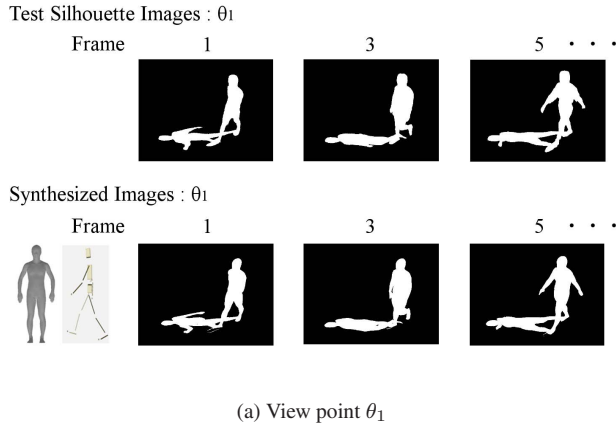 Test Silhouette Images : θ1
Frame 1 3 5 · · ·
Synthesized Images : θ1
Frame 1 3 5 · · ·
(a) View point θ1